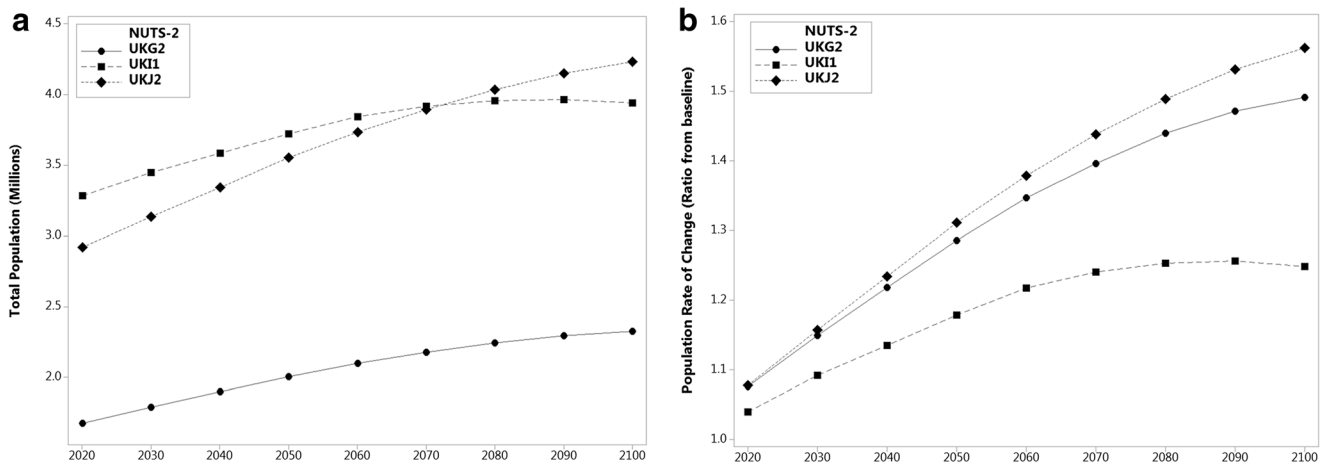 a
NUTS-2
UKG2
UKI1
UKJ2
Total Population (Millions)
4.5
4.0
3.5
3.0
2.5
2.0
2020 2030 2040 2050 2060 2070 2080 2090 2100
b
NUTS-2
UKG2
UKI1
UKJ2
Population Rate of Change (Ratio from baseline)
1.6
1.5
1.4
1.3
1.2
1.1
1.0
2020 2030 2040 2050 2060 2070 2080 2090 2100